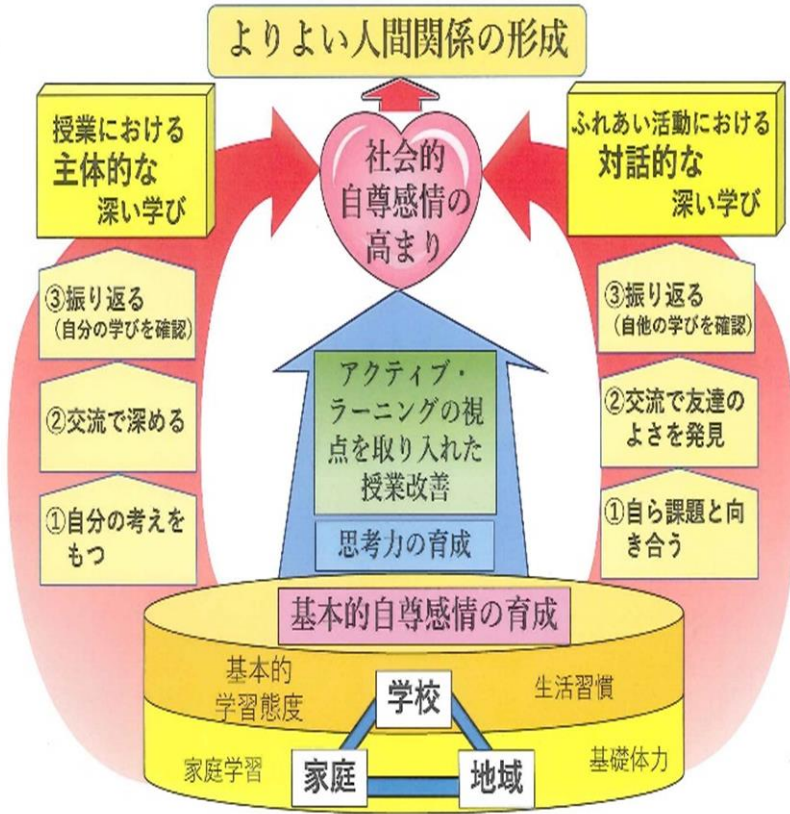 よりよい人間関係の形成
授業における
主体的な
深い学び
③振り返る
(自分の学びを確認)
②交流で深める
①自分の考えを
もつ
社会的
自尊感情の
高まり
ふれあい活動における
対話的な
深い学び
③振り返る
(自他の学びを確認)
②交流で友達の
よさを発見
①自ら課題と向
き合う
アクティブ・
ラーニングの視
点を取り入れた
授業改善
思考力の育成
基本的自尊感情の育成
基本的
学習態度
学校
生活習慣
家庭学習
家庭
地域
基礎体力